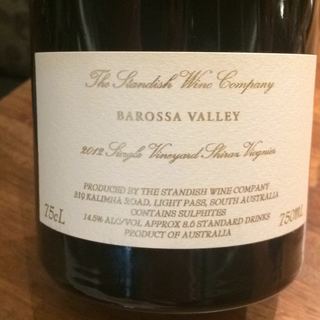 The Standish Wine Company
BAROSSA VALLEY
2012 Single Vineyard Shiraz Viognier
PRODUCED BY THE STANDISH WINE COMPANY
319 KALIMNA ROAD, LIGHT PASS, SOUTH AUSTRALIA
CONTAINS SULPHITES
75cL 14.5% ALC/VOL APPROX 8.6 STANDARD DRINKS 750ML
PRODUCT OF AUSTRALIA